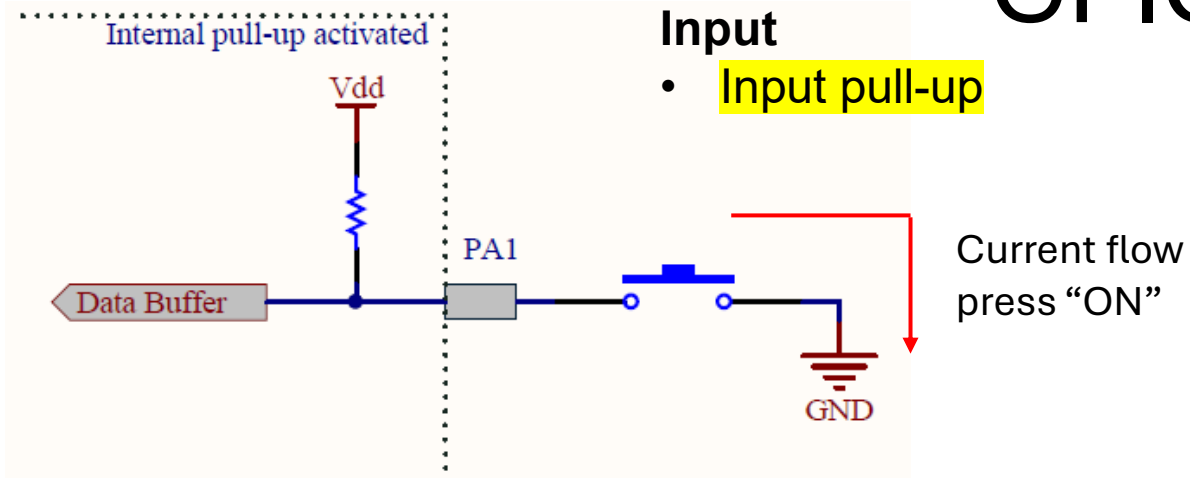 Input
• Input pull-up
Internal pull-up activated
Vdd
PA1
Data Buffer
GND
Current flow
press “ON”